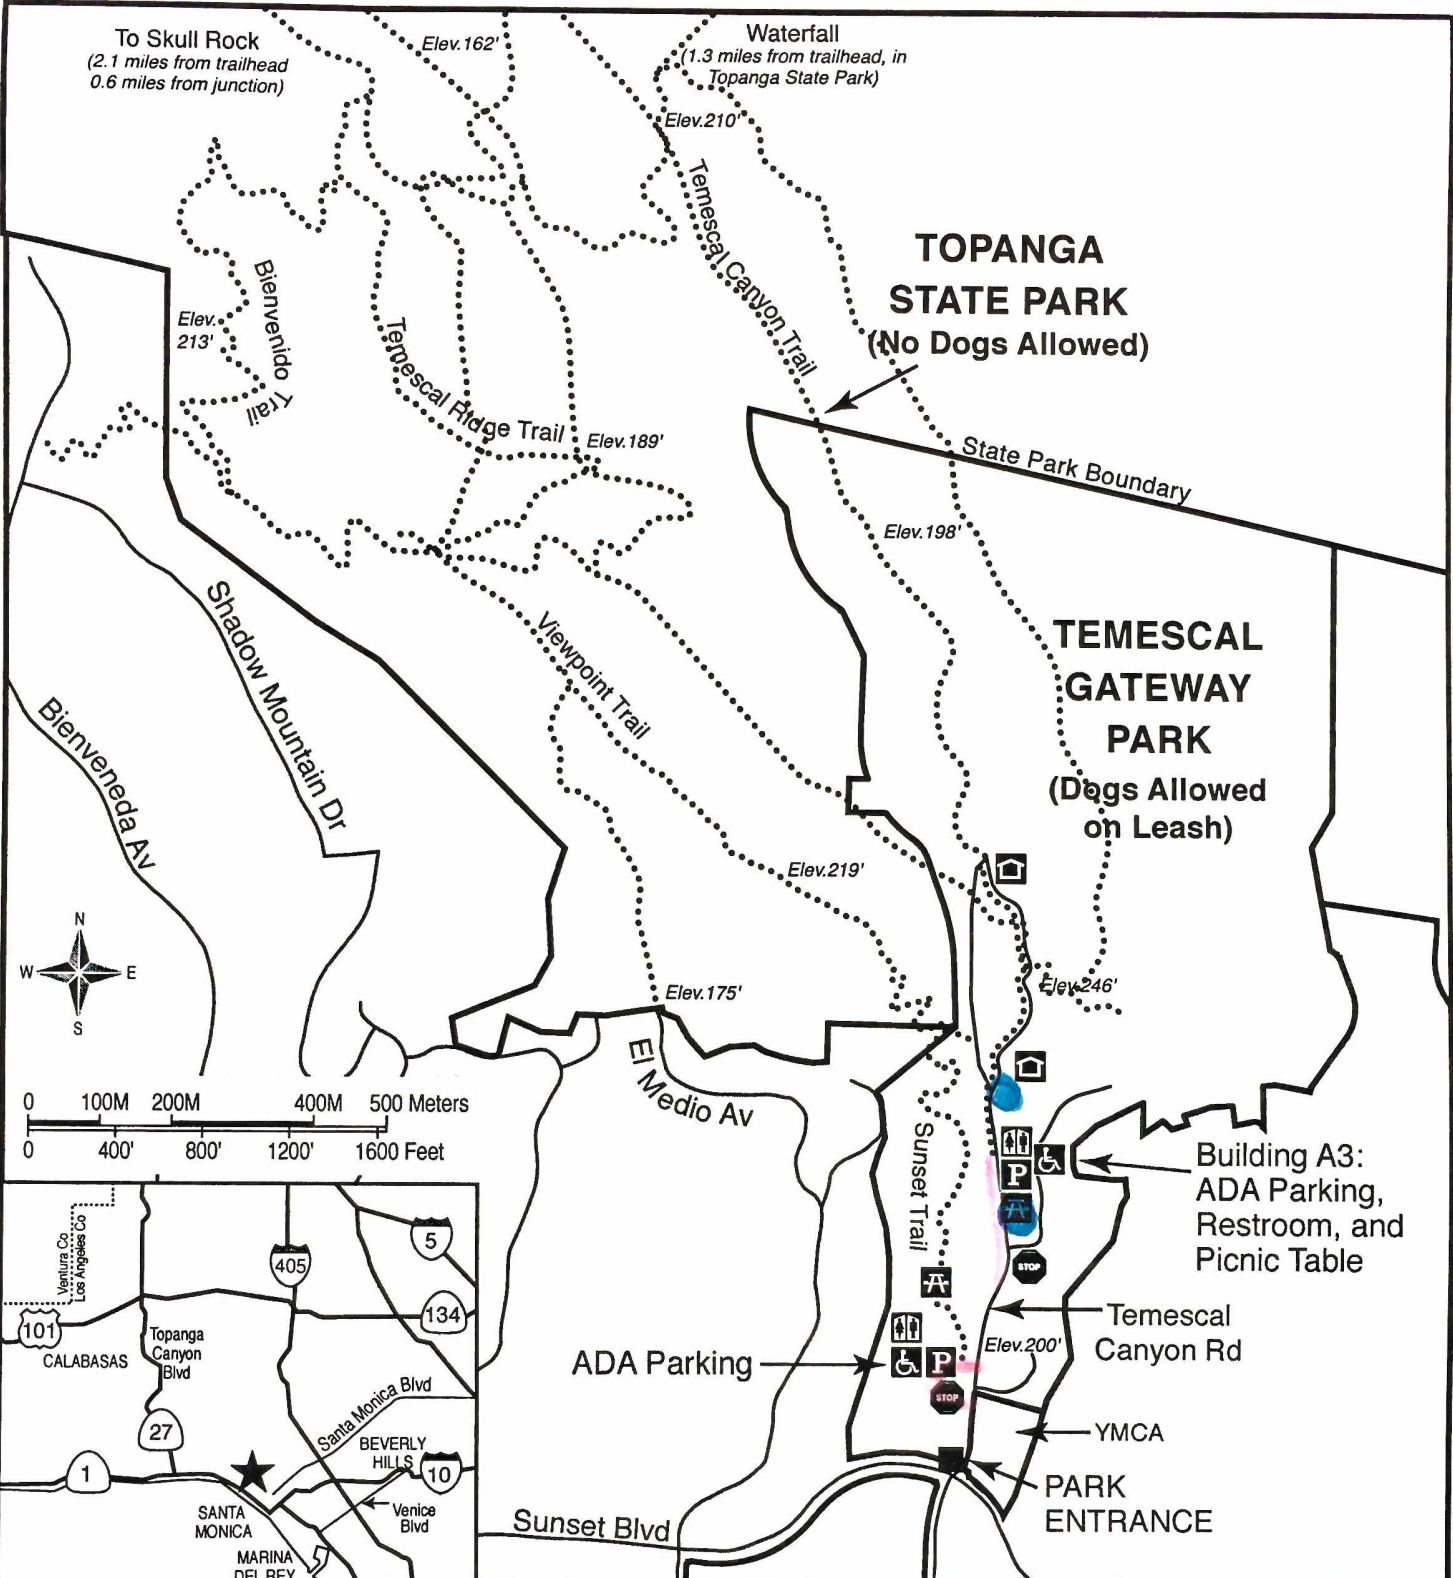 To Skull Rock
(2.1 miles from trailhead
0.6 miles from junction)
Elev. 162'
Waterfall
(1.3 miles from trailhead, in
Topanga State Park)
Elev. 210'
Temescal Canyon Trail
TOPANGA
STATE PARK
(No Dogs Allowed)
Bienvenido Trail
Elev.
213'
Temescal Ridge Trail
Elev. 189'
State Park Boundary
Elev. 198'
Shadow Mountain Dr
Viewpoint Trail
TEMESCAL
GATEWAY
PARK
(Dogs Allowed
on Leash)
Bienveneda Av
Elev. 219'
N
W E
S
Elev. 175'
Elev. 246'
El Medio Av
0 100M 200M 400M 500 Meters
0 400' 800' 1200' 1600 Feet
Sunset Trail
P
Building A3:
ADA Parking,
Restroom, and
Picnic Table
STOP
Temescal
Canyon Rd
Elev. 200'
ADA Parking
P
STOP
YMCA
PARK
ENTRANCE
Sunset Blvd
Ventura Co
Los Angeles Co
5
405
134
101
CALABASAS
Topanga
Canyon
Blvd
Santa Monica Blvd
27
BEVERLY
HILLS
1
10
SANTA
MONICA
Venice
Blvd
MARINA
DEL REY